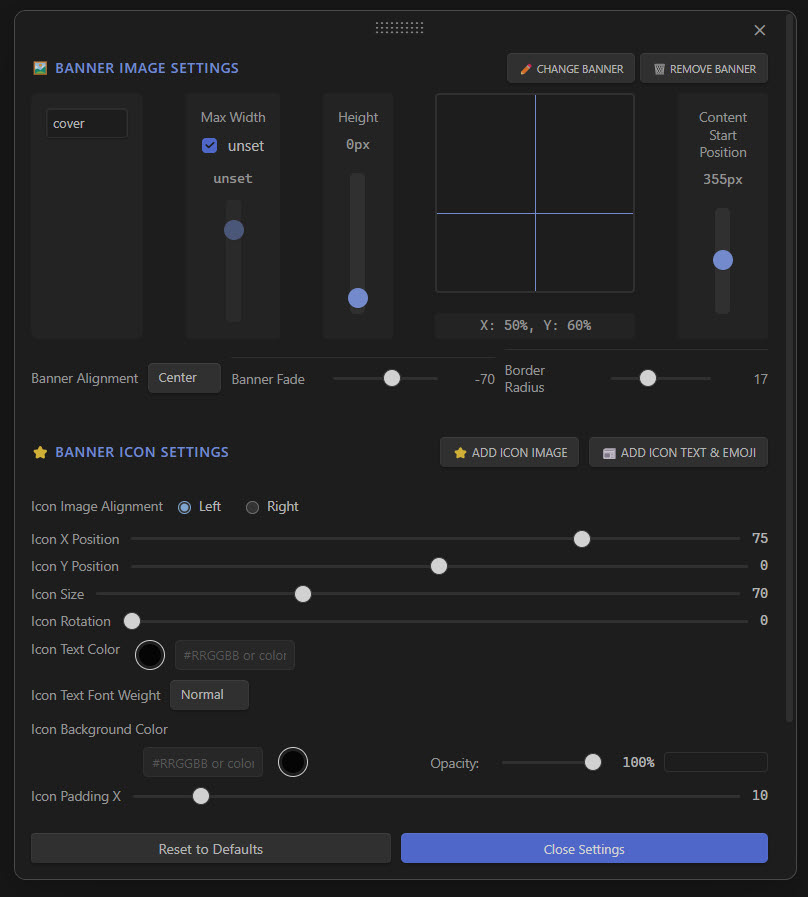 BANNER IMAGE SETTINGS
CHANGE BANNER
REMOVE BANNER
cover
Max Width
unset
unset
Height
0px
X: 50%, Y: 60%
Content
Start
Position
355px
Banner Alignment
Center
Banner Fade
-70
Border
Radius
17
BANNER ICON SETTINGS
ADD ICON IMAGE
ADD ICON TEXT & EMOJI
Icon Image Alignment
Left
Right
Icon X Position
75
Icon Y Position
0
Icon Size
70
Icon Rotation
0
Icon Text Color
#RRGGBB or color
Icon Text Font Weight
Normal
Icon Background Color
#RRGGBB or color
Opacity:
100%
Icon Padding X
10
Reset to Defaults
Close Settings